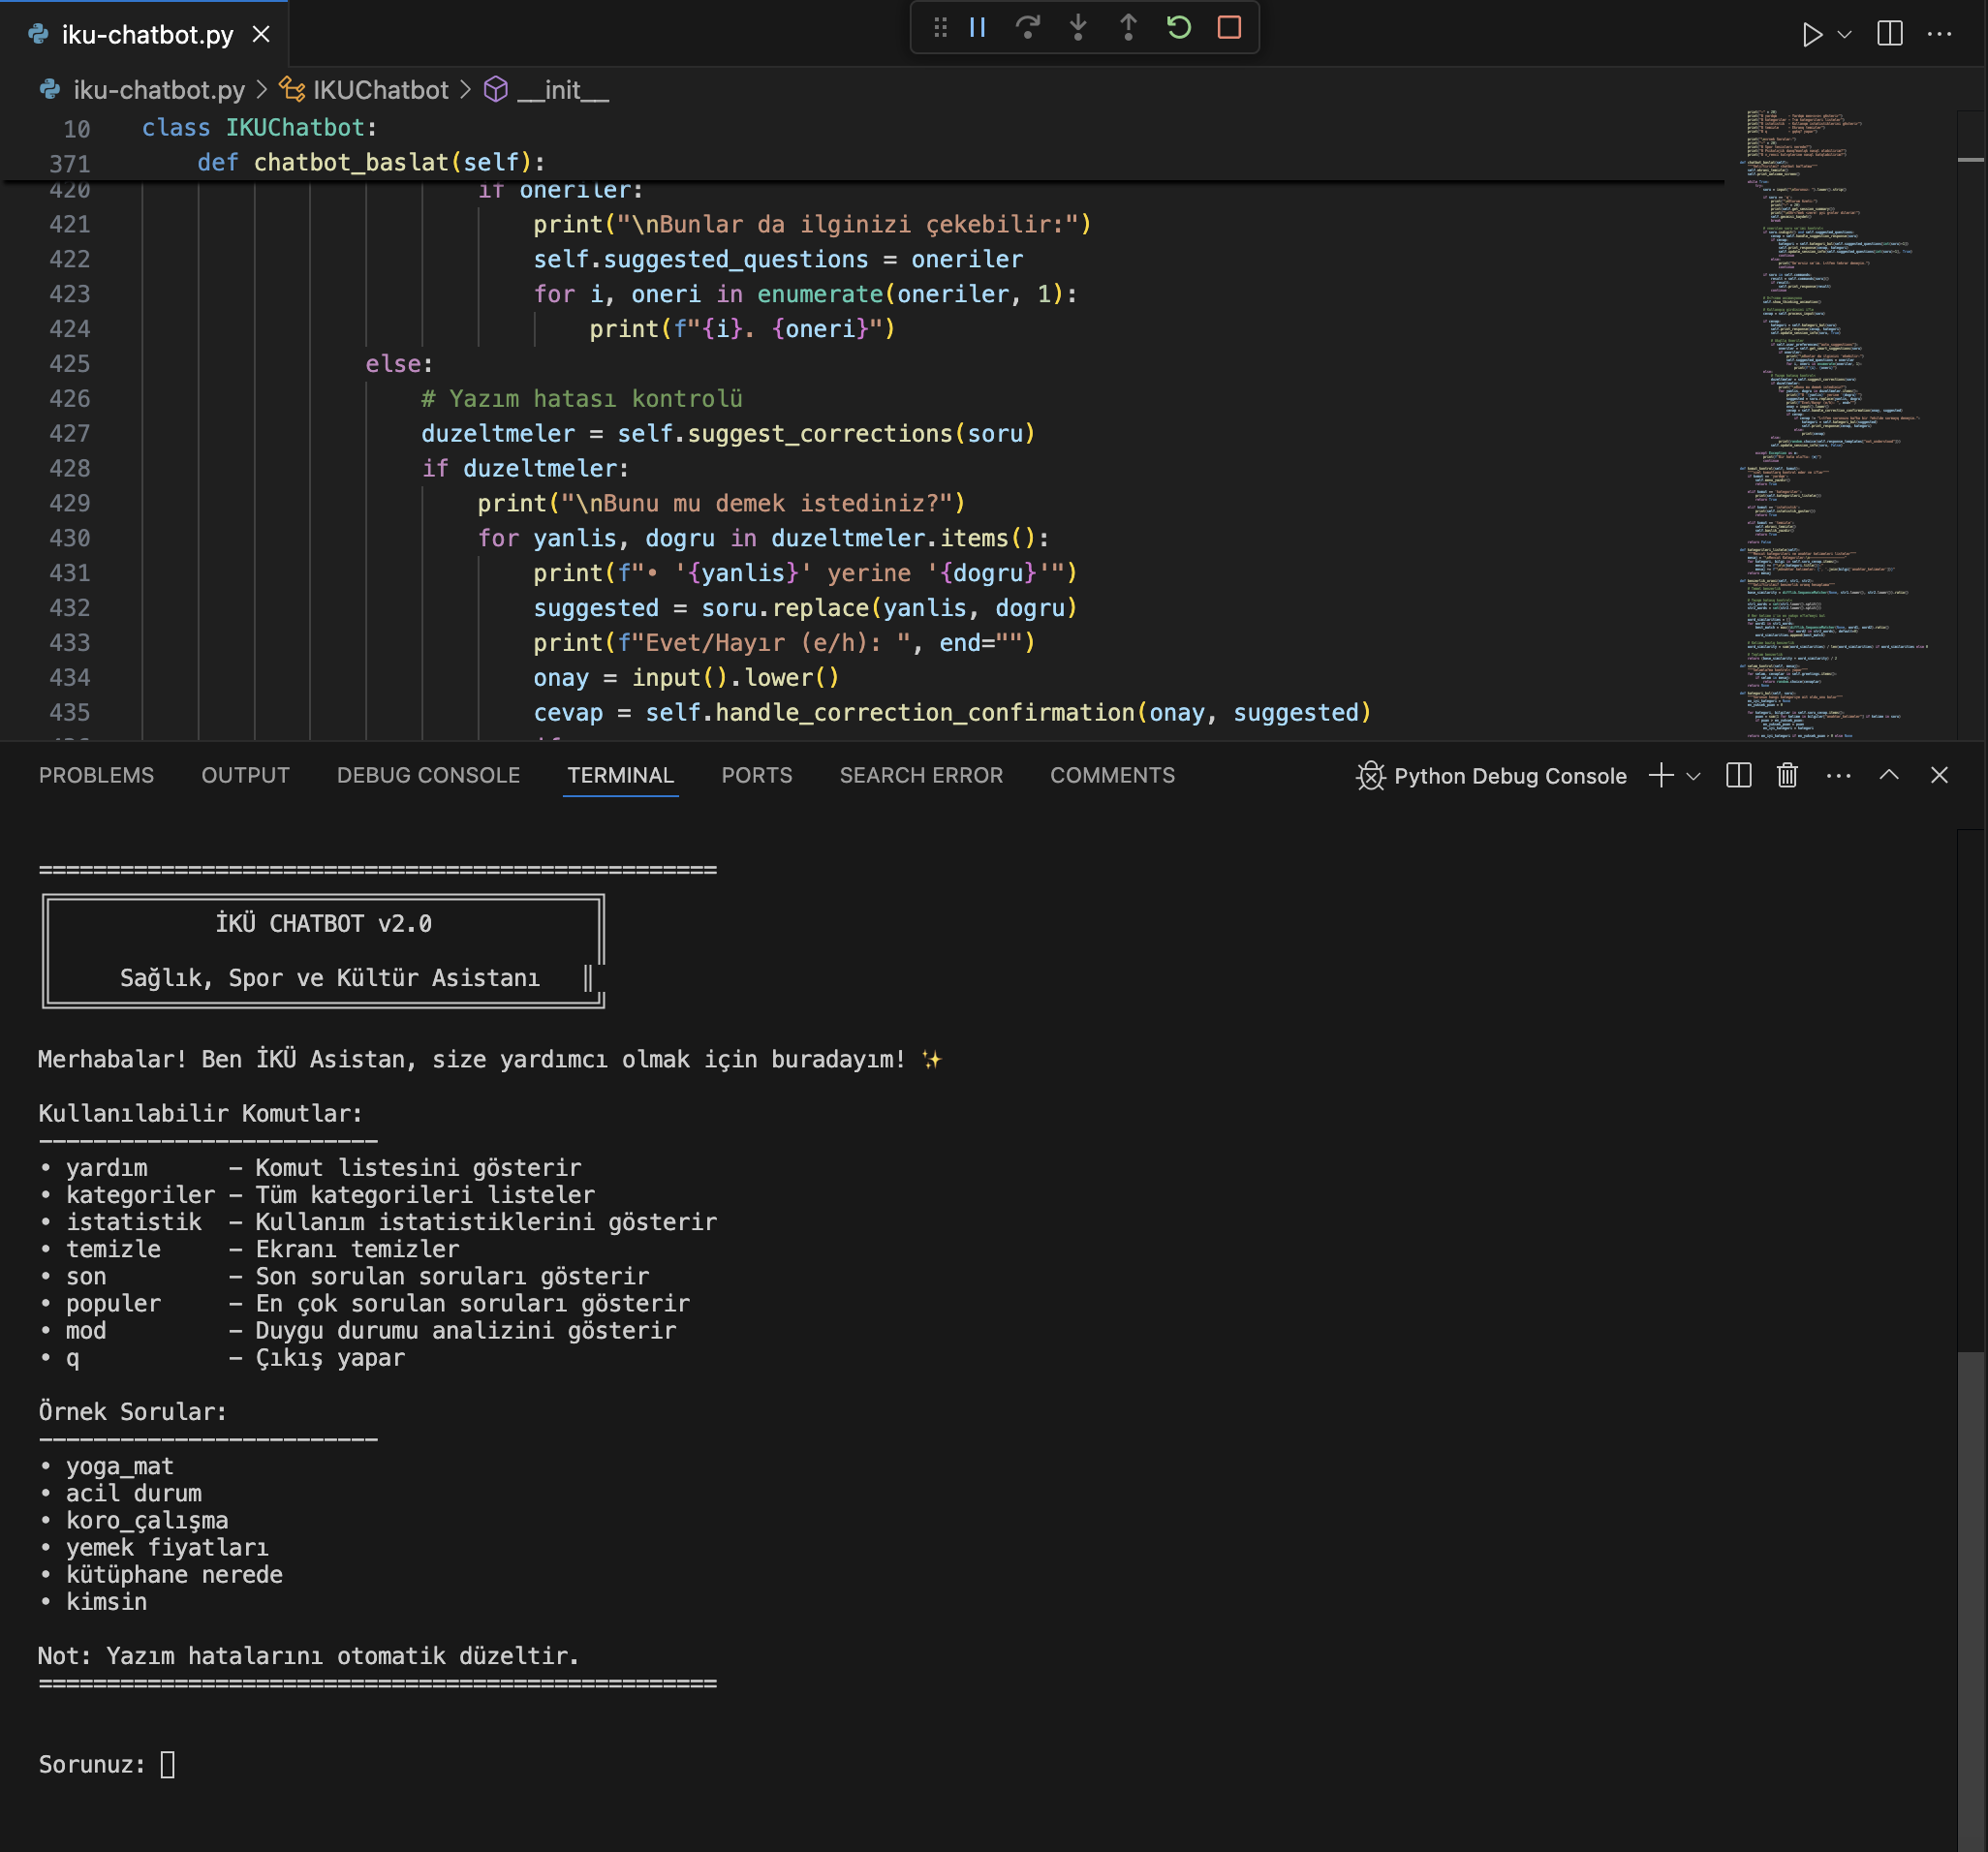 iku-chatbot.py
iku-chatbot.py > IKUChatbot > __init__
10 class IKUChatbot:
371 def chatbot_baslat(self):
420 if oneriler:
421 print("\nBunlar da ilginizi çekebilir:")
422 self.suggested_questions = oneriler
423 for i, oneri in enumerate(oneriler, 1):
424 print(f"{i}. {oneri}")
425 else:
426 # Yazım hatası kontrolü
427 duzeltmeler = self.suggest_corrections(soru)
428 if duzeltmeler:
429 print("\nBunu mu demek istediniz?")
430 for yanlis, dogru in duzeltmeler.items():
431 print(f"• '{yanlis}' yerine '{dogru}'")
432 suggested = soru.replace(yanlis, dogru)
433 print(f"Evet/Hayır (e/h): ", end="")
434 onay = input().lower()
435 cevap = self.handle_correction_confirmation(onay, suggested)
PROBLEMS OUTPUT DEBUG CONSOLE TERMINAL PORTS SEARCH ERROR COMMENTS Python Debug Console
==================================================
İKÜ CHATBOT v2.0
Sağlık, Spor ve Kültür Asistanı
Merhabalar! Ben İKÜ Asistan, size yardımcı olmak için buradayım! ✨
Kullanılabilir Komutlar:
-------------------------
• yardım - Komut listesini gösterir
• kategoriler - Tüm kategorileri listeler
• istatistik - Kullanım istatistiklerini gösterir
• temizle - Ekranı temizler
• son - Son sorulan soruları gösterir
• populer - En çok sorulan soruları gösterir
• mod - Duygu durumu analizini gösterir
• q - Çıkış yapar
Örnek Sorular:
-------------------------
• yoga_mat
• acil durum
• koro_çalışma
• yemek fiyatları
• kütüphane nerede
• kimsin
Not: Yazım hatalarını otomatik düzeltir.
==================================================
Sorunuz: